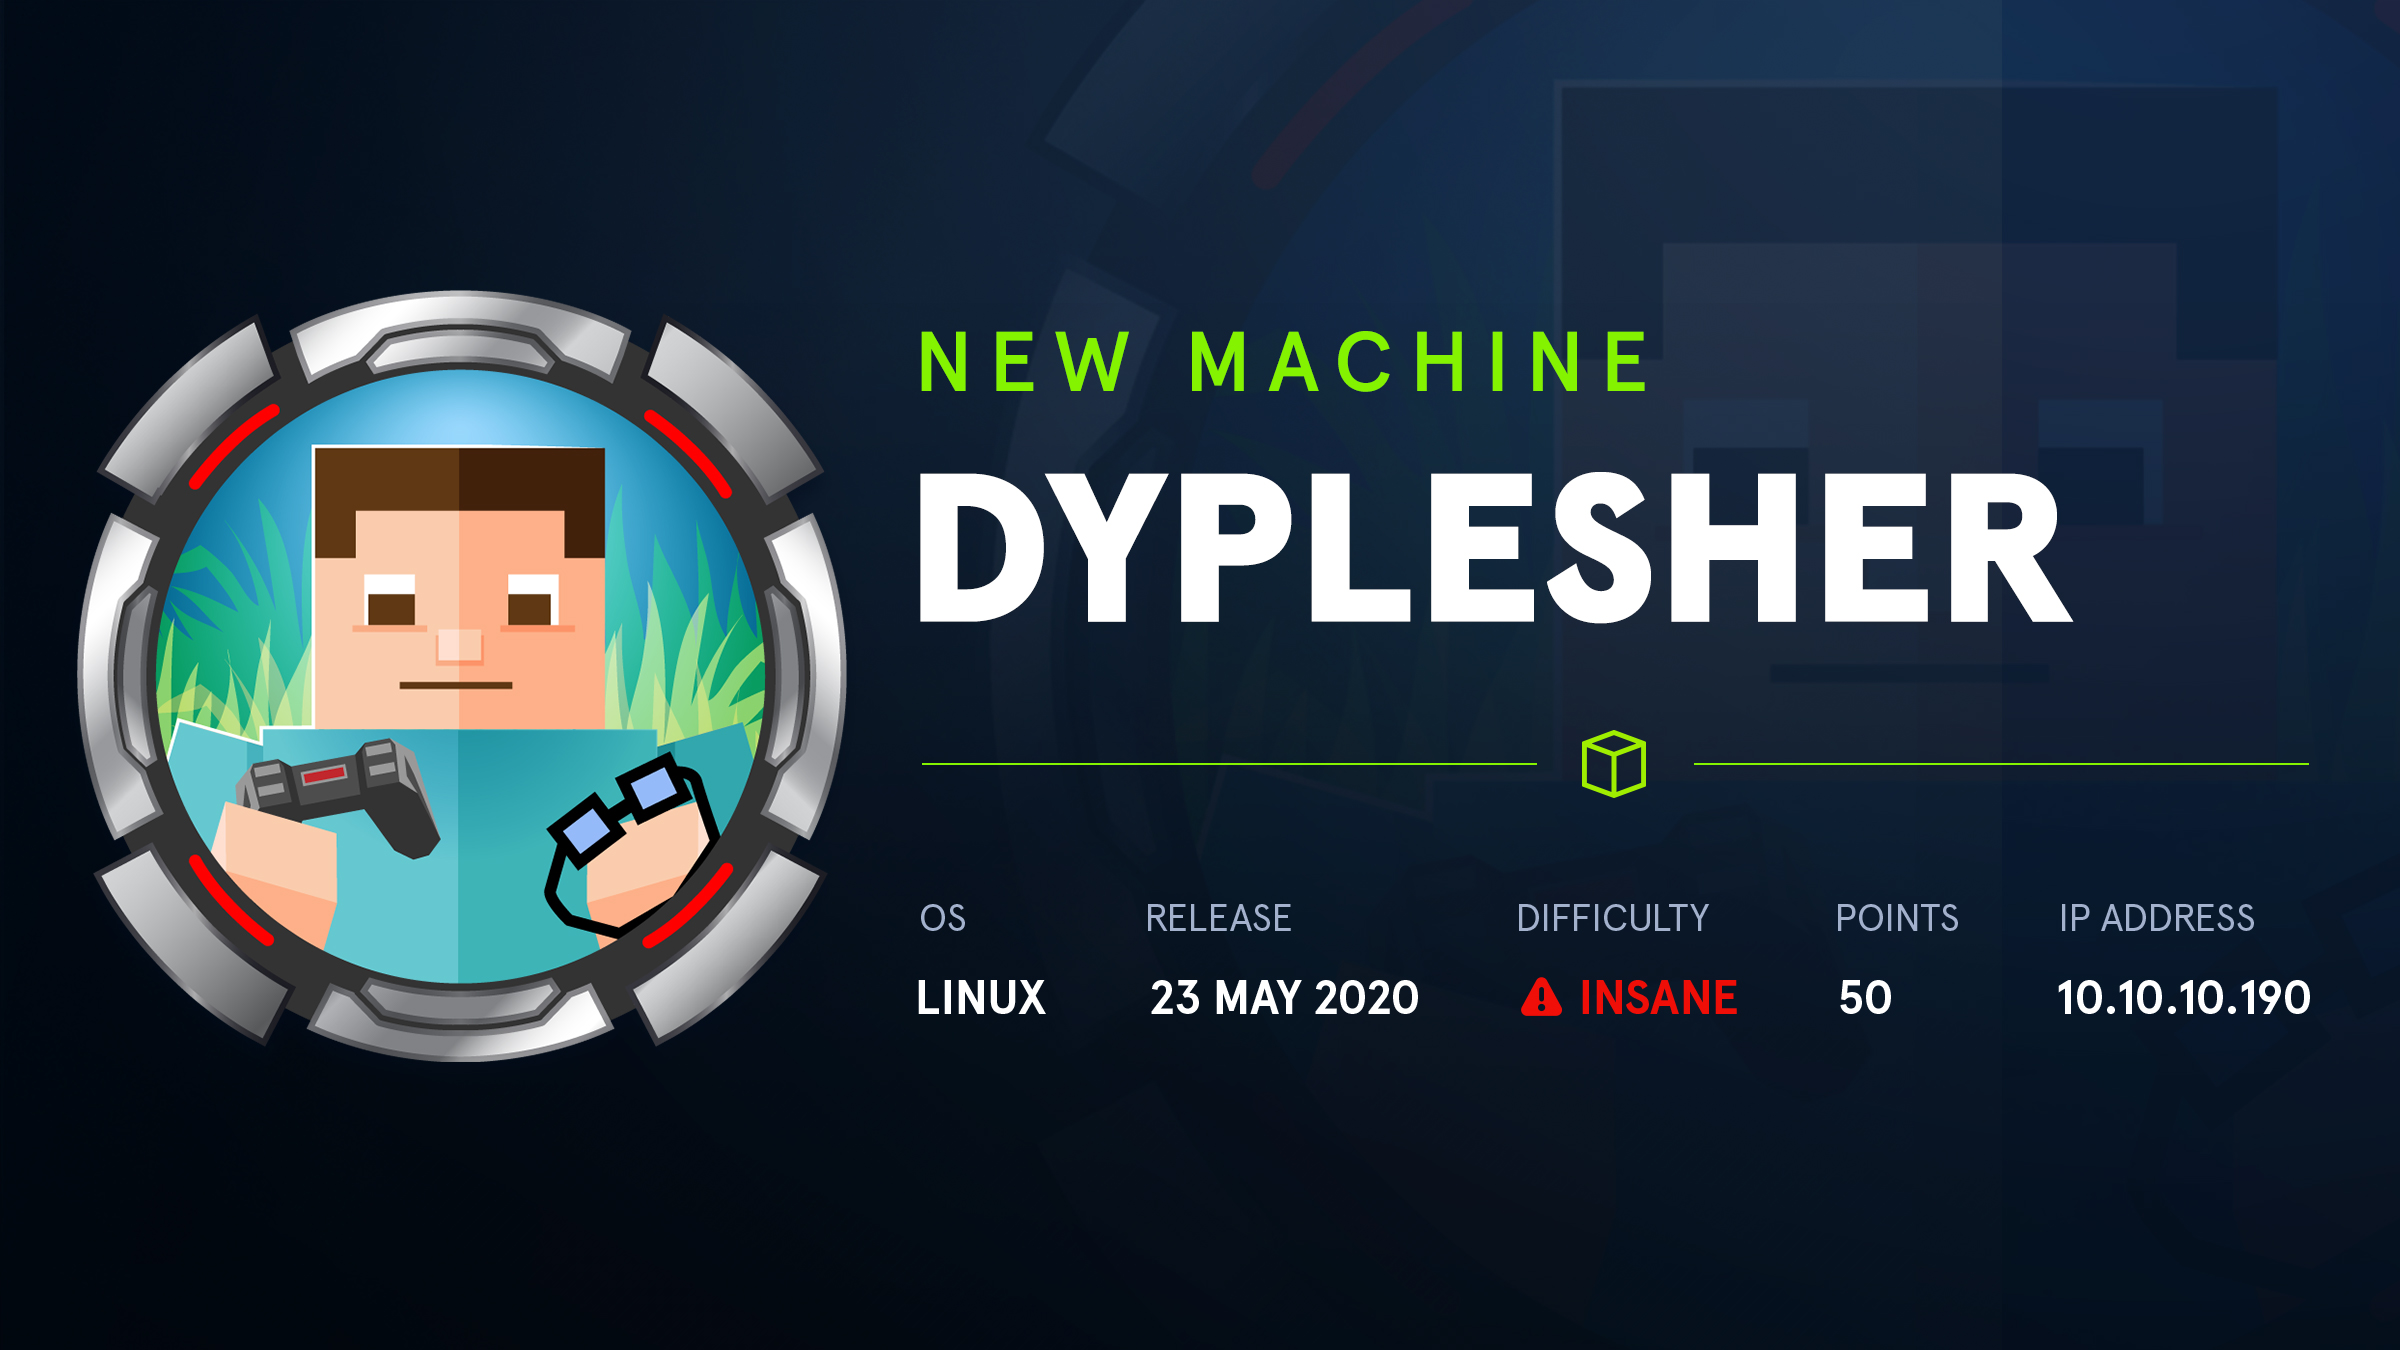 NEW MACHINE
DYPLESHER
OS RELEASE DIFFICULTY POINTS IP ADDRESS
LINUX 23 MAY 2020 INSANE 50 10.10.10.190